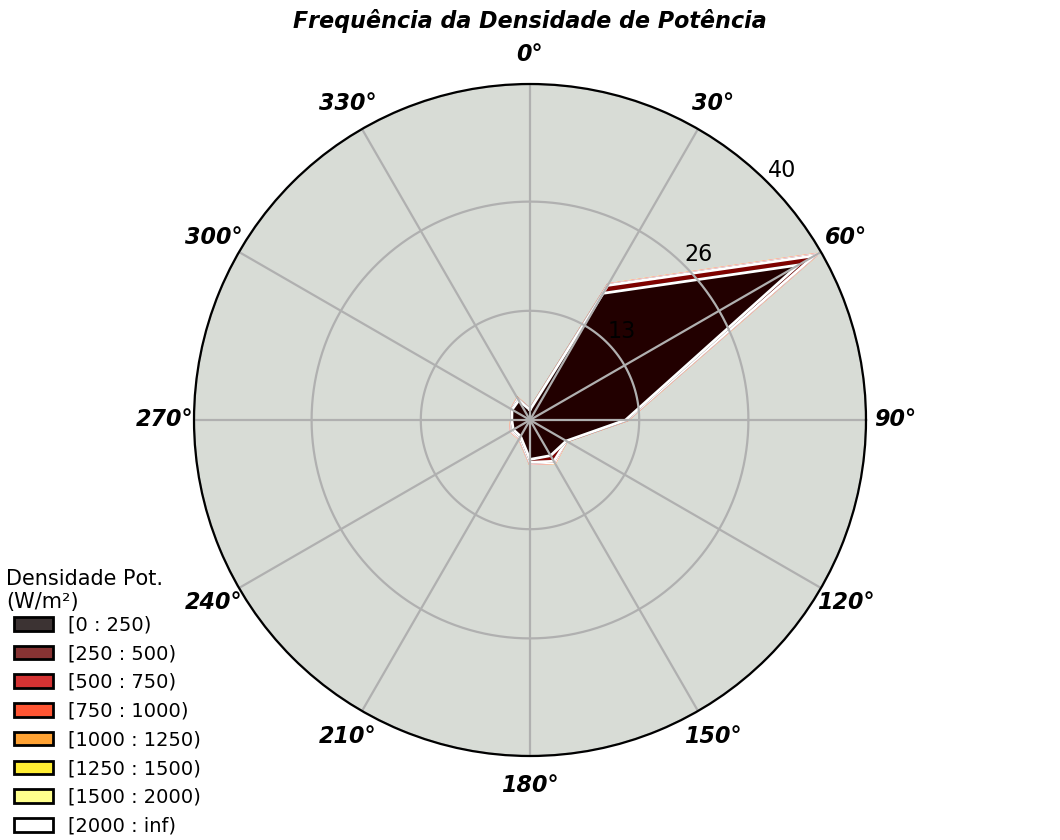 Frequência da Densidade de Potência
0°
330°
30°
40
300°
60°
26
13
270°
90°
Densidade Pot.
(W/m²)
240°
120°
[0 : 250)
[250 : 500)
[500 : 750)
[750 : 1000)
210°
150°
[1000 : 1250)
[1250 : 1500)
180°
[1500 : 2000)
[2000 : inf)